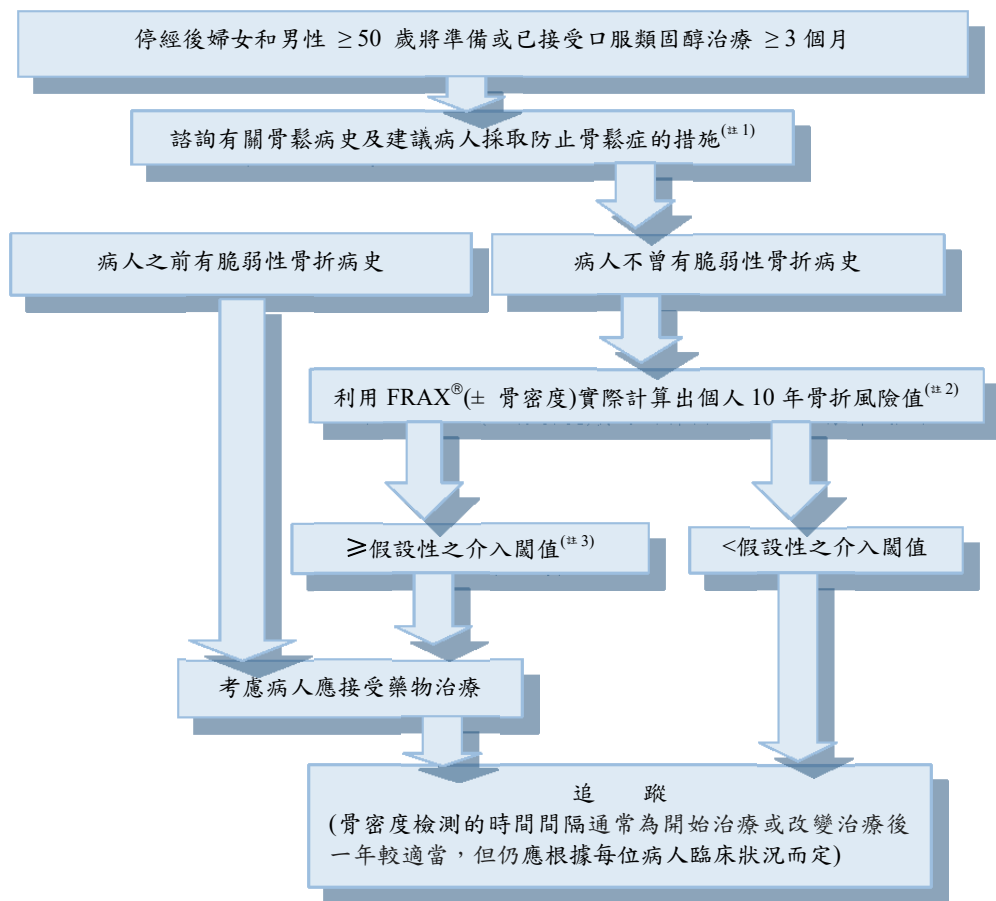 停經後婦女和男性 ≥50 歲將準備或已接受口服類固醇治療 ≥3 個月
諮詢有關骨鬆病史及建議病人採取防止骨鬆症的措施(註 1)
病人之前有脆弱性骨折病史
病人不曾有脆弱性骨折病史
利用 FRAX®(± 骨密度)實際計算出個人 10 年骨折風險值(註 2)
≥假設性之介入閾值(註 3)
<假設性之介入閾值
考慮病人應接受藥物治療
追 蹤
(骨密度檢測的時間間隔通常為開始治療或改變治療後
一年較適當，但仍應根據每位病人臨床狀況而定)